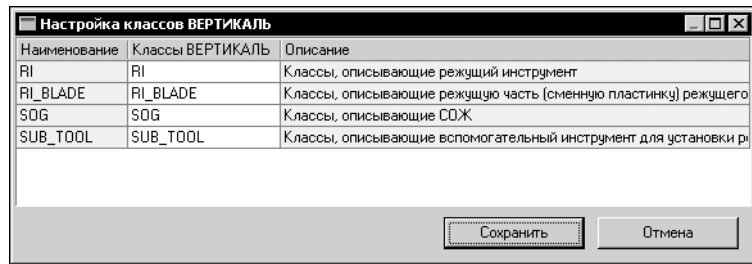 Настройка классов ВЕРТИКАЛЬ
Наименование Классы ВЕРТИКАЛЬ Описание
RI RI Классы, описывающие режущий инструмент
RI_BLADE RI_BLADE Классы, описывающие режущую часть (сменную пластинку) режущего
SOG SOG Классы, описывающие СОЖ
SUB_TOOL SUB_TOOL Классы, описывающие вспомогательный инструмент для установки р
Сохранить Отмена